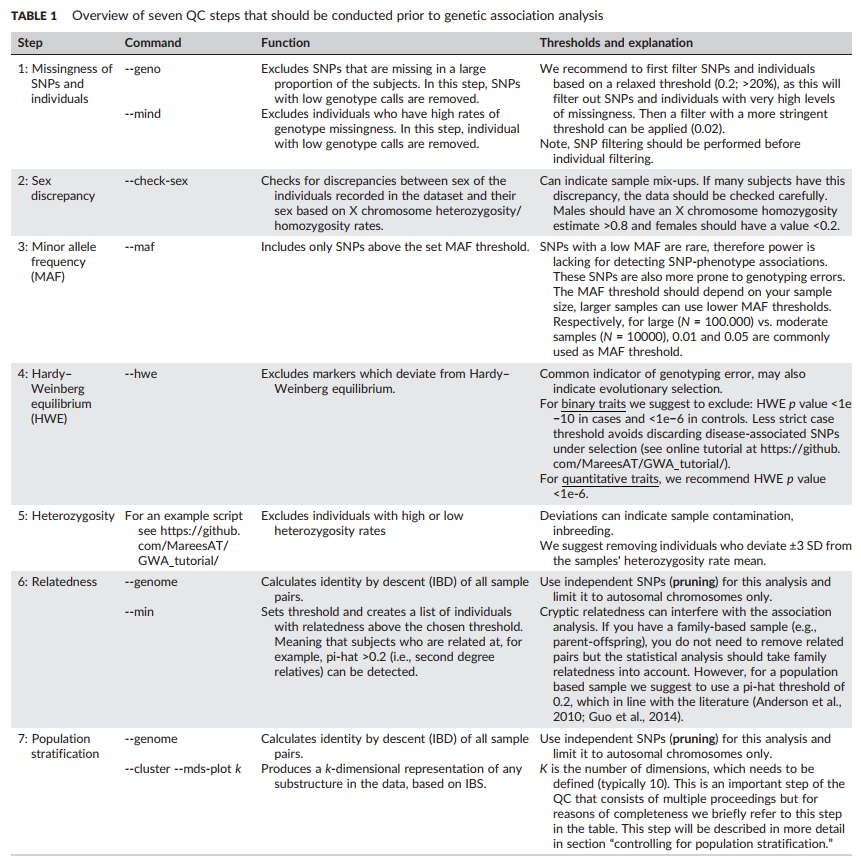 TABLE 1 Overview of seven QC steps that should be conducted prior to genetic association analysis
Step Command Function Thresholds and explanation
1: Missingness of SNPs and individuals
--geno
Excludes SNPs that are missing in a large
proportion of the subjects. In this step, SNPs
with low genotype calls are removed.
--mind
Excludes individuals who have high rates of
genotype missingness. In this step, individual
with low genotype calls are removed.
We recommend to first filter SNPs and individuals
based on a relaxed threshold (0.2; >20%), as this will
filter out SNPs and individuals with very high levels
of missingness. Then a filter with a more stringent
threshold can be applied (0.02).
Note, SNP filtering should be performed before
individual filtering.
2: Sex
discrepancy
--check-sex
Checks for discrepancies between sex of the
individuals recorded in the dataset and their
sex based on X chromosome heterozygosity/
homozygosity rates.
Can indicate sample mix-ups. If many subjects have this
discrepancy, the data should be checked carefully.
Males should have an X chromosome homozygosity
estimate >0.8 and females should have a value <0.2.
3: Minor allele
frequency
(MAF)
--maf
Includes only SNPs above the set MAF threshold.
SNPs with a low MAF are rare, therefore power is
lacking for detecting SNP-phenotype associations.
These SNPs are also more prone to genotyping errors.
The MAF threshold should depend on your sample
size, larger samples can use lower MAF thresholds.
Respectively, for large (N = 100.000) vs. moderate
samples (N = 10000), 0.01 and 0.05 are commonly
used as MAF threshold.
4: Hardy–
Weinberg
equilibrium
(HWE)
--hwe
Excludes markers which deviate from Hardy–
Weinberg equilibrium.
Common indicator of genotyping error, may also
indicate evolutionary selection.
For binary traits we suggest to exclude: HWE p value <1e
−10 in cases and <1e−6 in controls. Less strict case
threshold avoids discarding disease-associated SNPs
under selection (see online tutorial at https://github.
com/MareesAT/GWA_tutorial/).
For quantitative traits, we recommend HWE p value
<1e-6.
5: Heterozygosity
For an example script
see https://github.
com/MareesAT/
GWA_tutorial/
Excludes individuals with high or low
heterozygosity rates
Deviations can indicate sample contamination,
inbreeding.
We suggest removing individuals who deviate ±3 SD from
the samples' heterozygosity rate mean.
6: Relatedness
--genome
Calculates identity by descent (IBD) of all sample
pairs.
--min
Sets threshold and creates a list of individuals
with relatedness above the chosen threshold.
Meaning that subjects who are related at, for
example, pi-hat >0.2 (i.e., second degree
relatives) can be detected.
Use independent SNPs (pruning) for this analysis and
limit it to autosomal chromosomes only.
Cryptic relatedness can interfere with the association
analysis. If you have a family-based sample (e.g.,
parent-offspring), you do not need to remove related
pairs but the statistical analysis should take family
relatedness into account. However, for a population
based sample we suggest to use a pi-hat threshold of
0.2, which in line with the literature (Anderson et al.,
2010; Guo et al., 2014).
7: Population
stratification
--genome
Calculates identity by descent (IBD) of all sample
pairs.
--cluster --mds-plot k
Produces a k-dimensional representation of any
substructure in the data, based on IBS.
Use independent SNPs (pruning) for this analysis and
limit it to autosomal chromosomes only.
K is the number of dimensions, which needs to be
defined (typically 10). This is an important step of the
QC that consists of multiple proceedings but for
reasons of completeness we briefly refer to this step
in the table. This step will be described in more detail
in section “controlling for population stratification.”